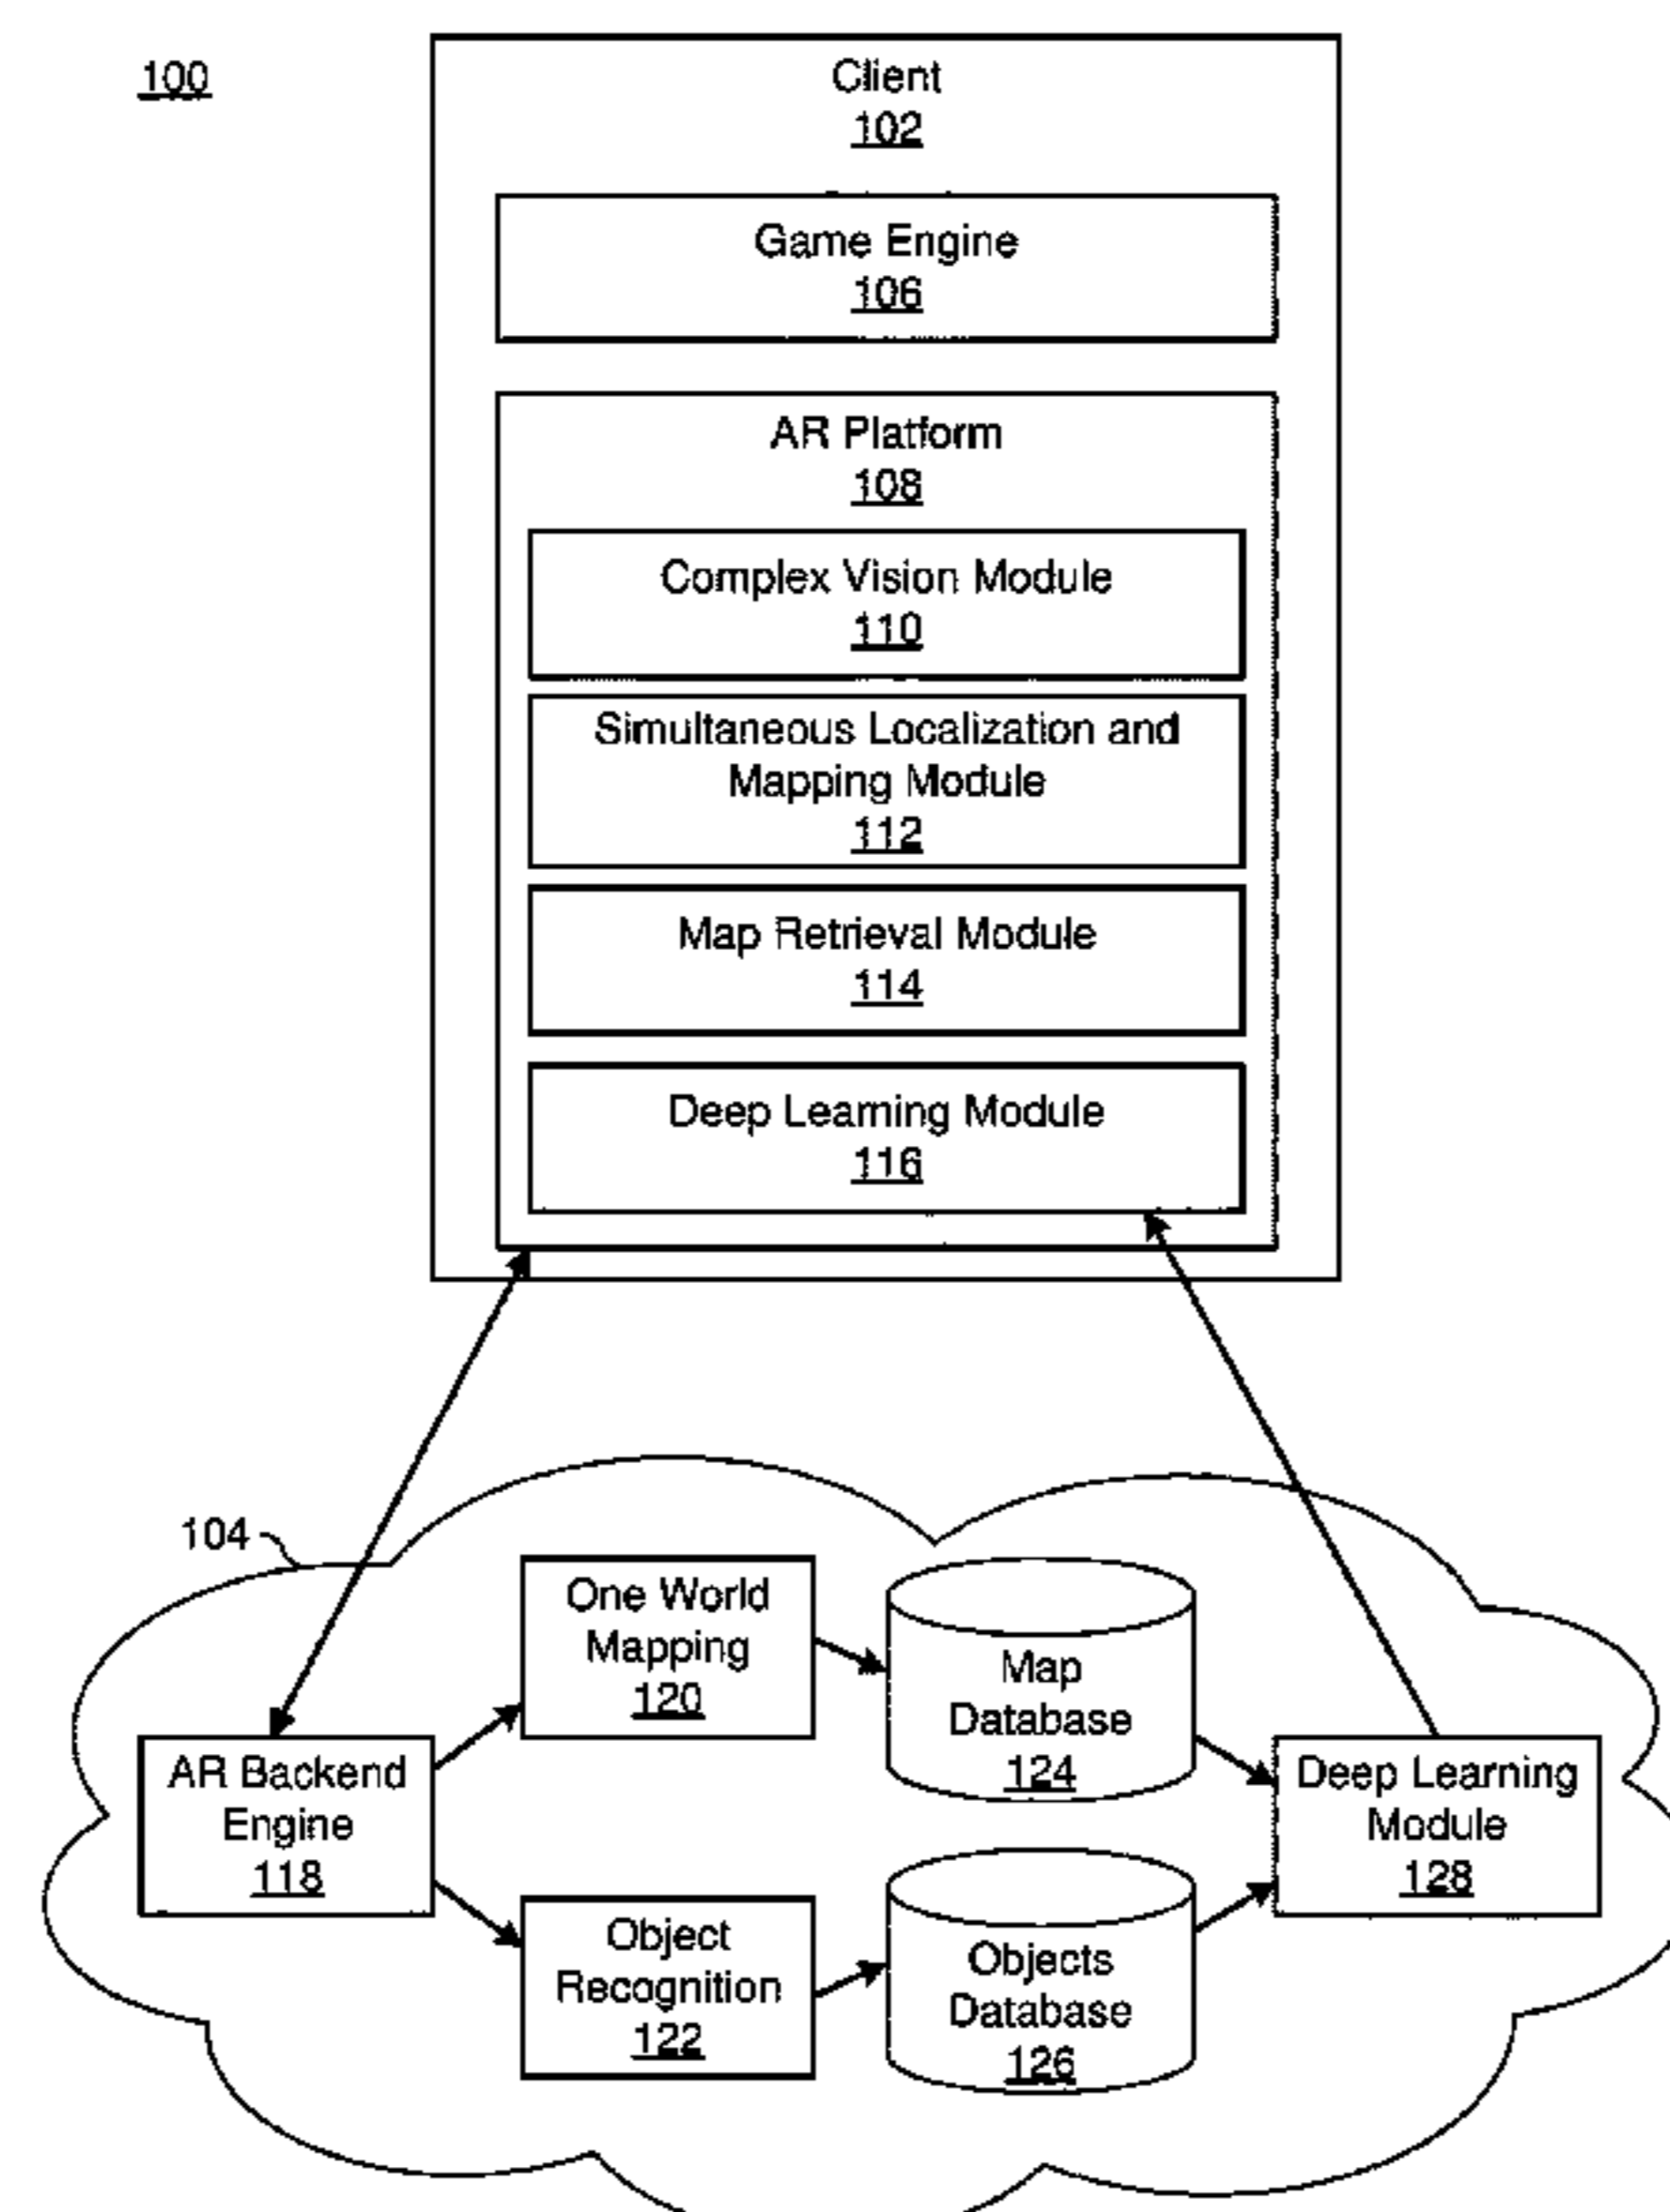 100
Client
102
Game Engine
106
AR Platform
108
Complex Vision Module
110
Simultaneous Localization and
Mapping Module
112
Map Retrieval Module
114
Deep Learning Module
116
104
One World
Mapping
120
Map
Database
124
AR Backend
Engine
118
Deep Learning
Module
128
Object
Recognition
122
Objects
Database
126